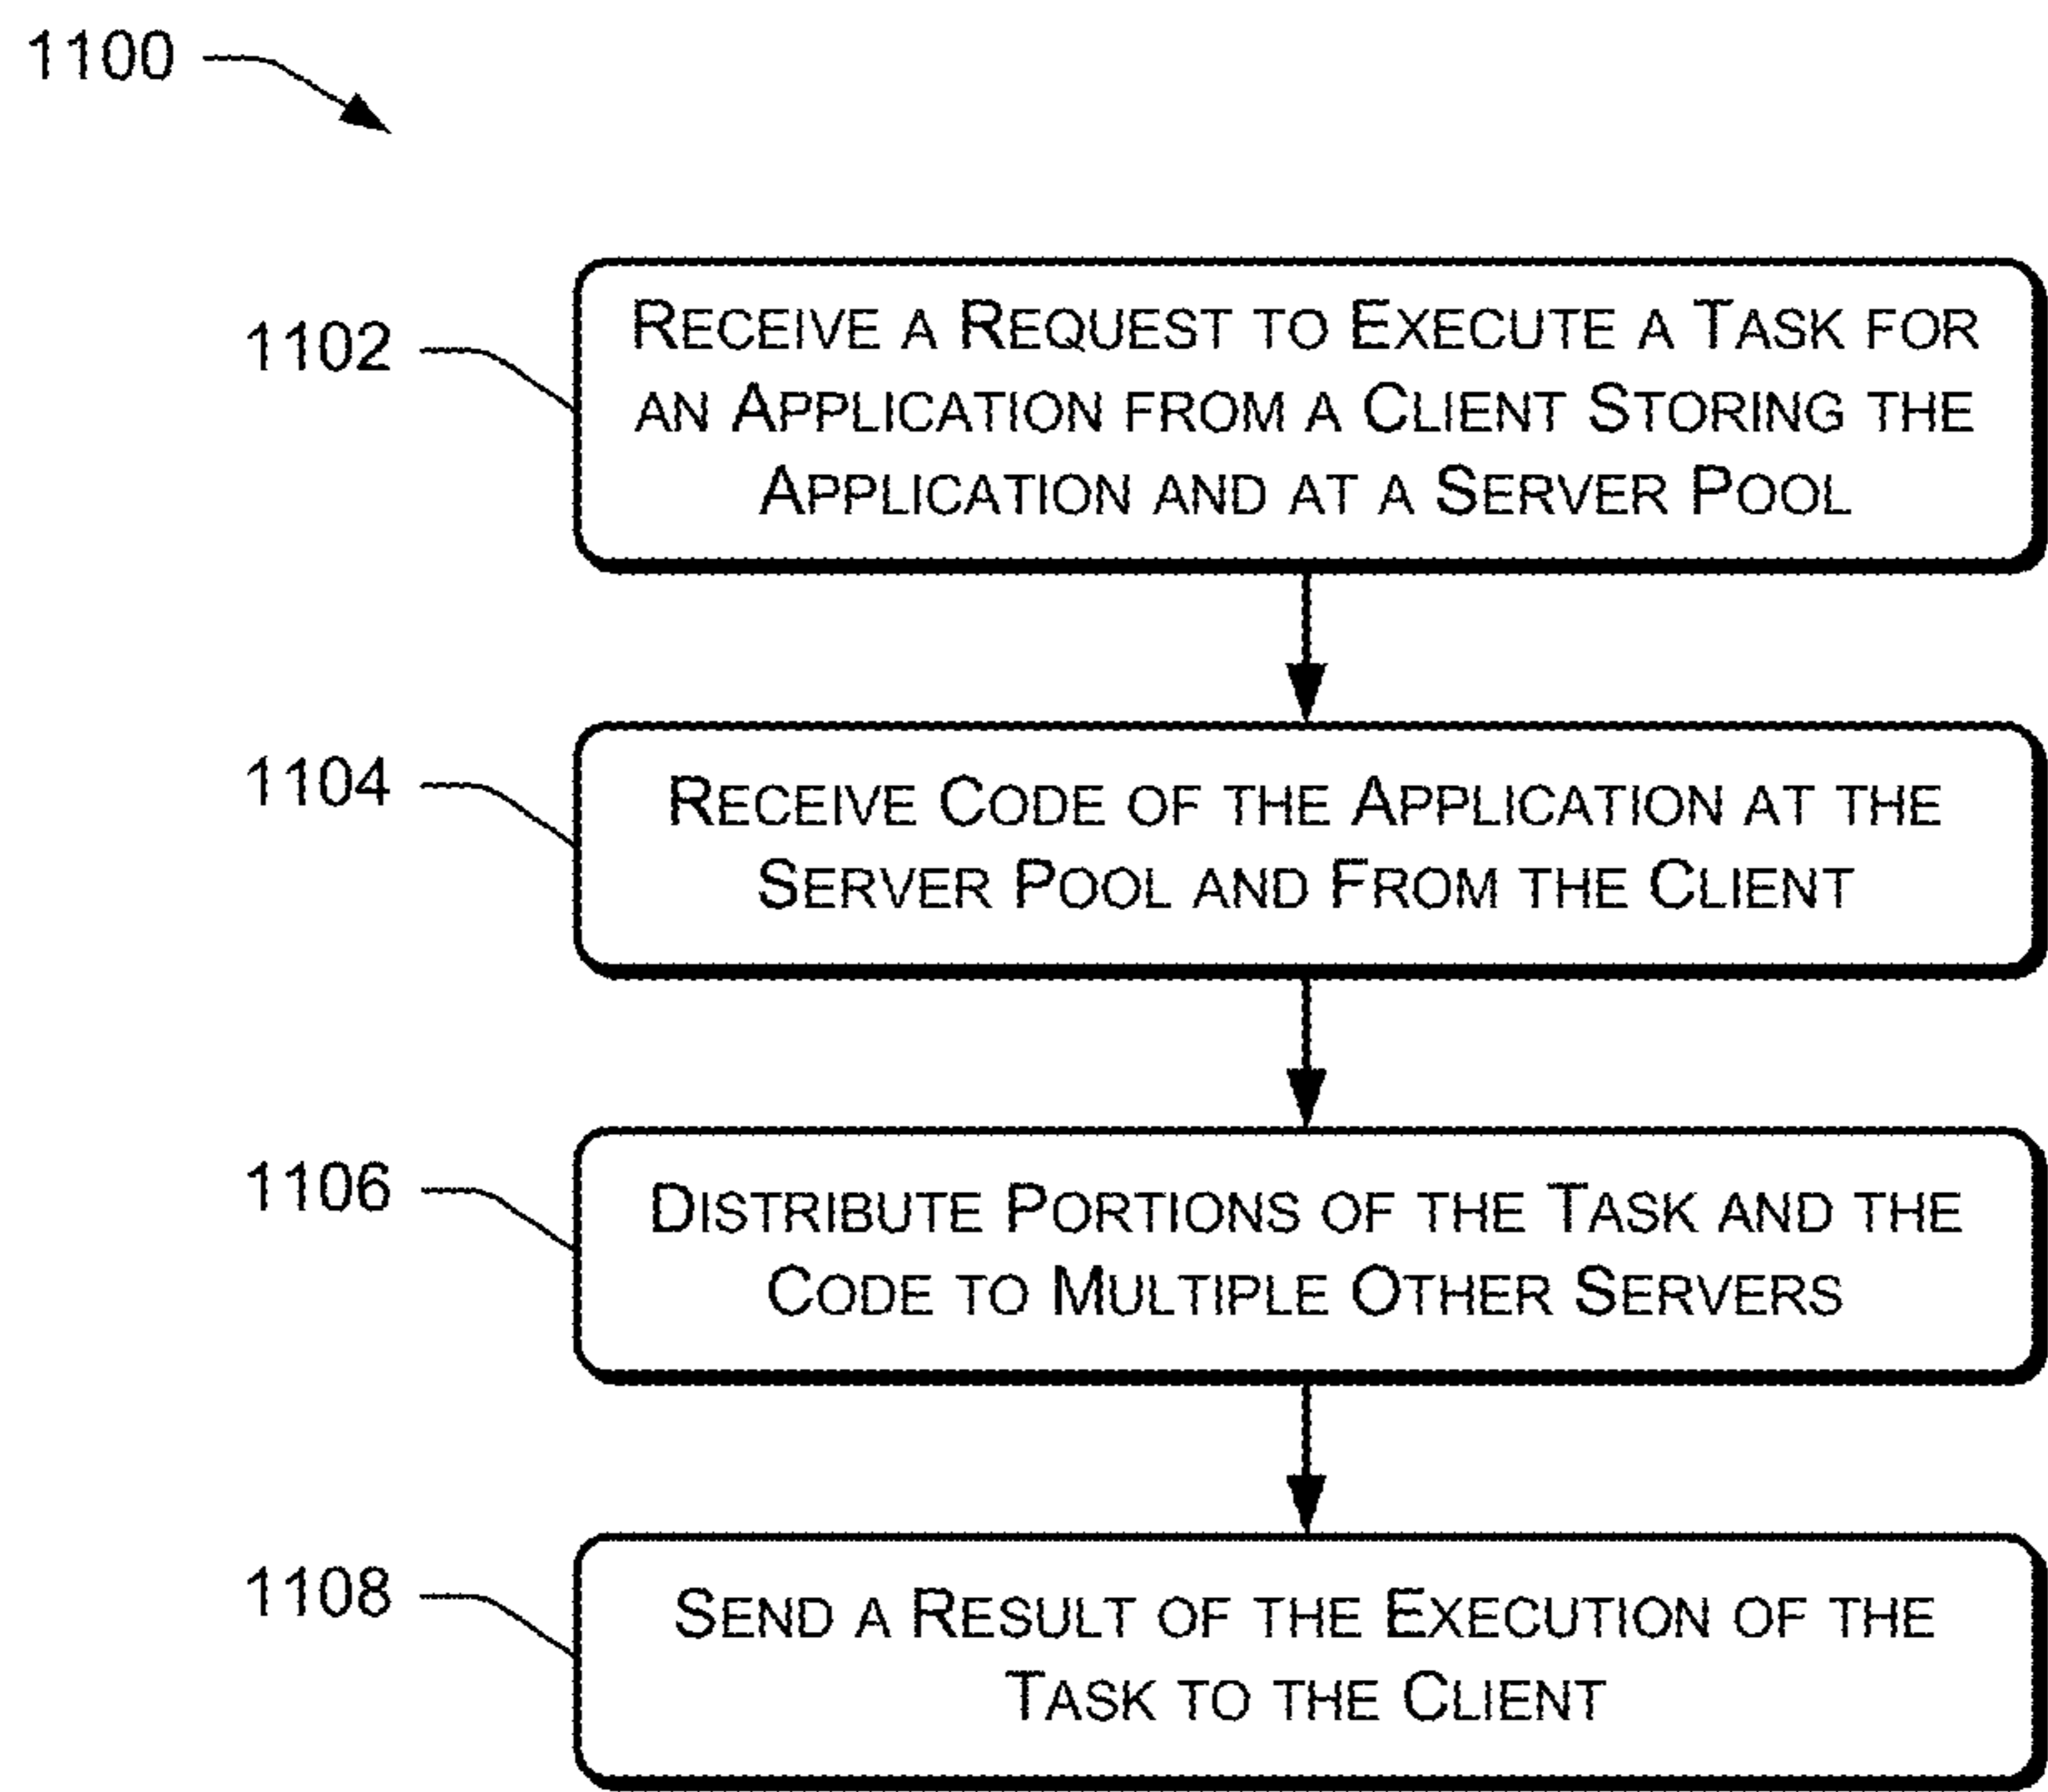 1100
1102
RECEIVE A REQUEST TO EXECUTE A TASK FOR
AN APPLICATION FROM A CLIENT STORING THE
APPLICATION AND AT A SERVER POOL
1104
RECEIVE CODE OF THE APPLICATION AT THE
SERVER POOL AND FROM THE CLIENT
1106
DISTRIBUTE PORTIONS OF THE TASK AND THE
CODE TO MULTIPLE OTHER SERVERS
1108
SEND A RESULT OF THE EXECUTION OF THE
TASK TO THE CLIENT